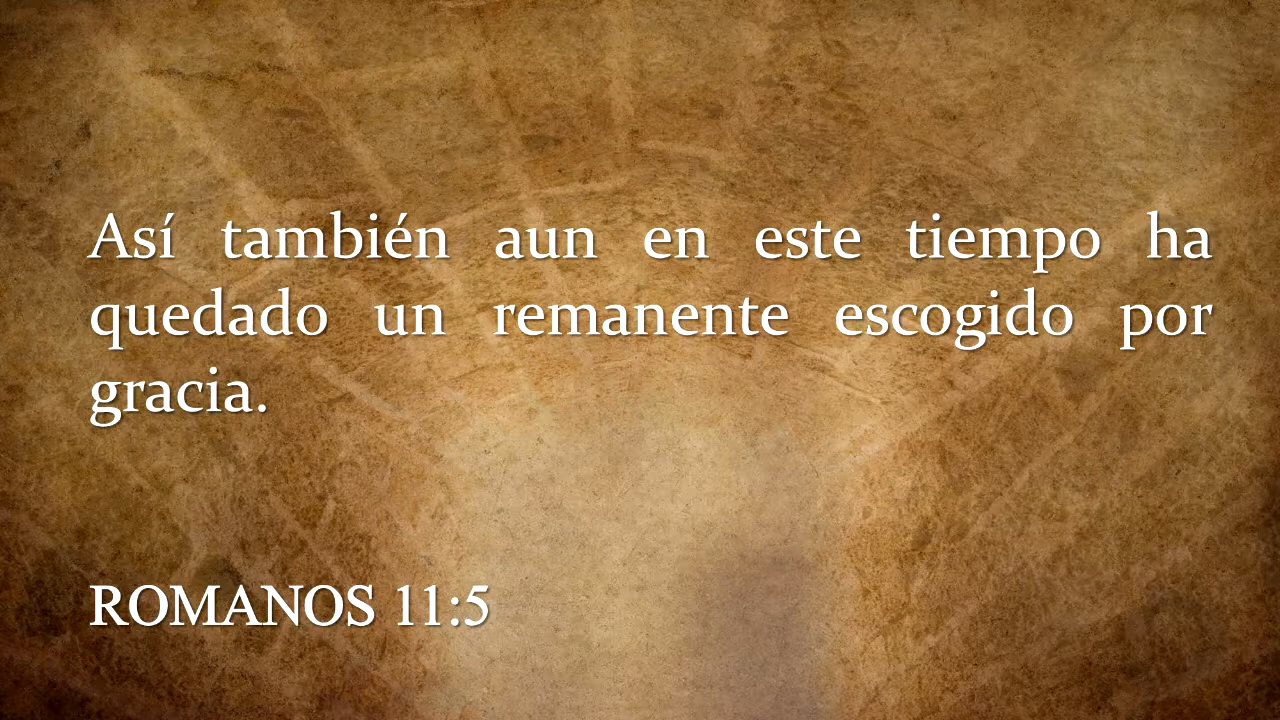 Así también aun en este tiempo ha
quedado un remanente escogido por
gracia.
ROMANOS 11:5